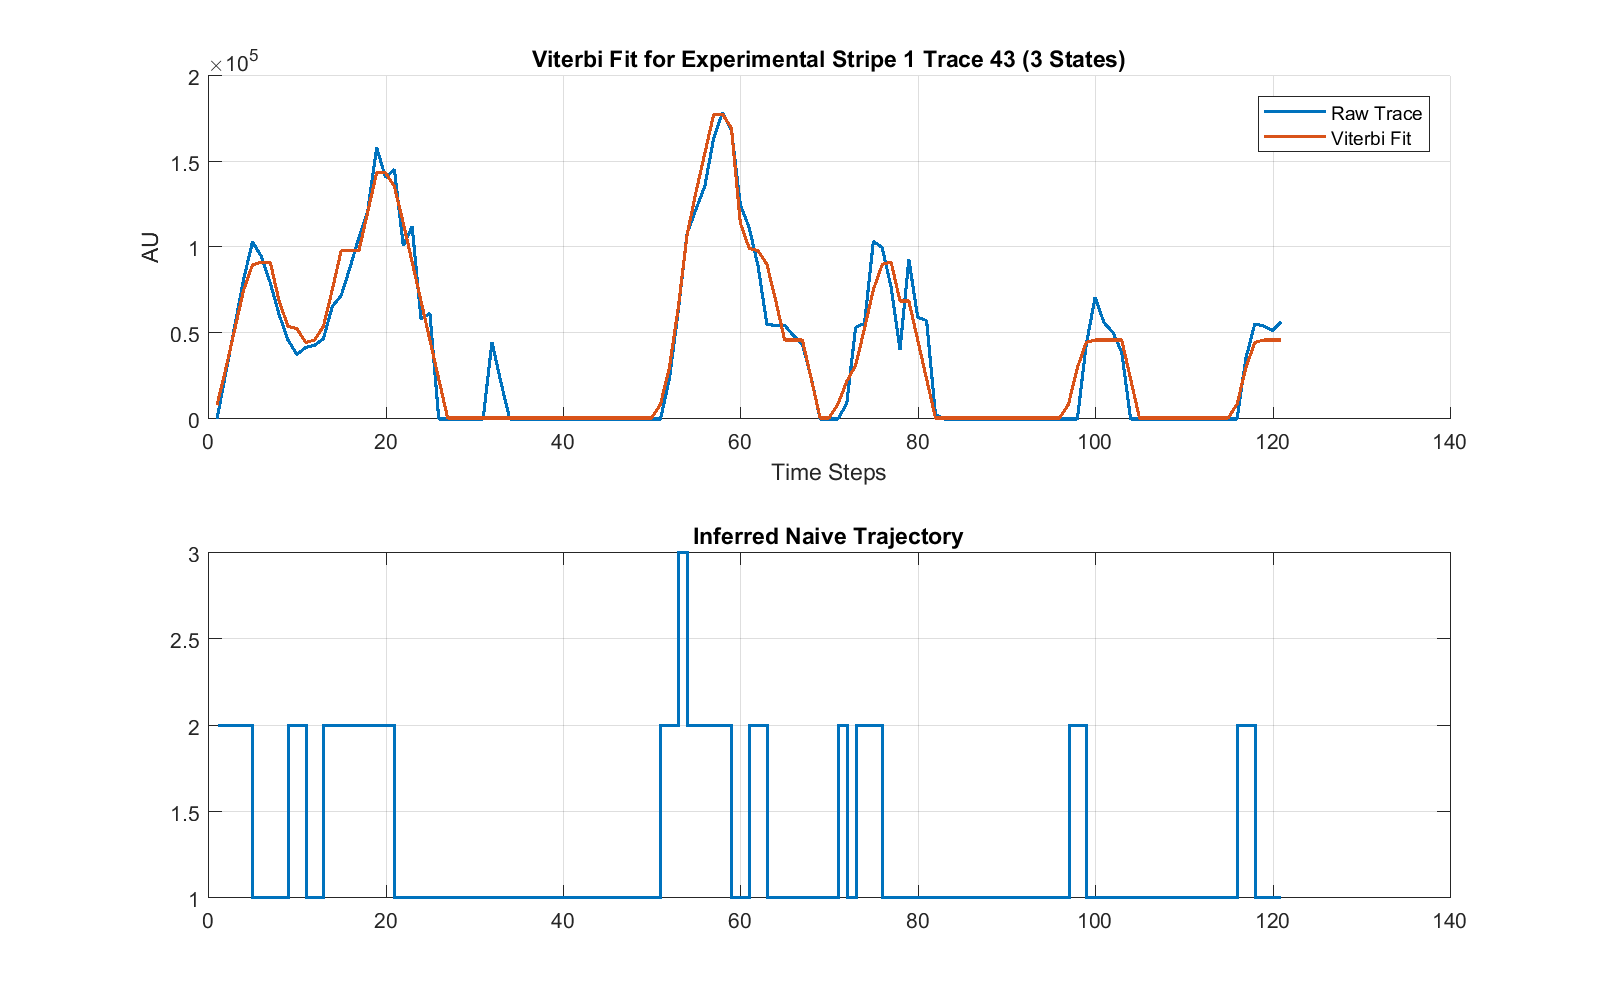 Viterbi Fit for Experimental Stripe 1 Trace 43 (3 States)
×10^5
2
1.5
1
0.5
0
AU
Raw Trace
Viterbi Fit
0 20 40 60 80 100 120 140
Time Steps
Inferred Naive Trajectory
3
2.5
2
1.5
1
0 20 40 60 80 100 120 140